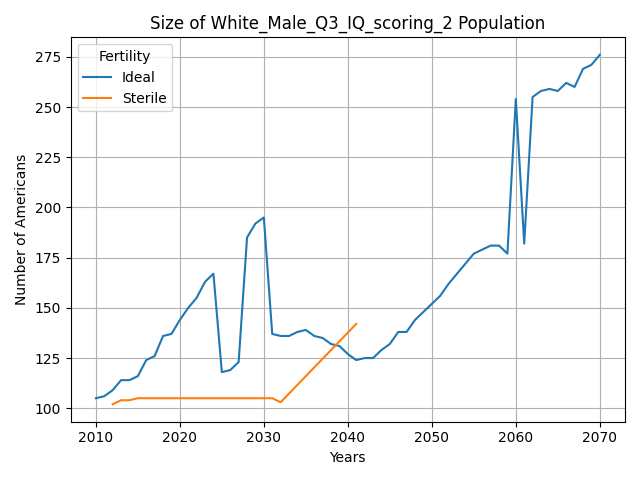 Size of White_Male_Q3_IQ_scoring_2 Population
Fertility
Ideal
Sterile
Number of Americans
275
250
225
200
175
150
125
100
2010 2020 2030 2040 2050 2060 2070
Years